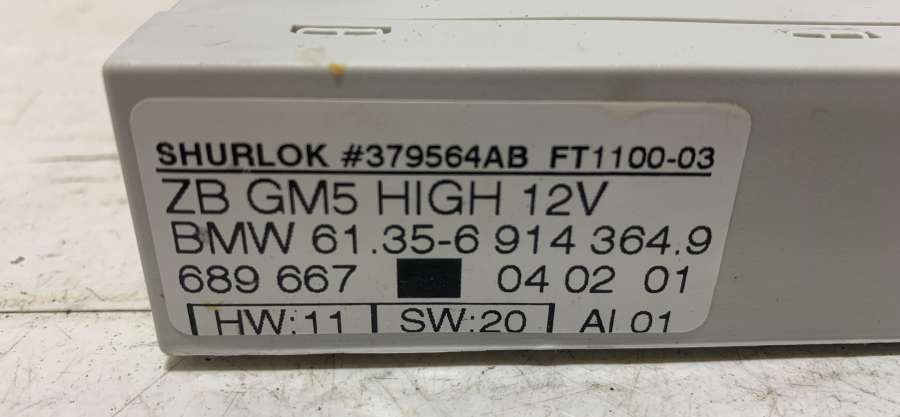 SHURLOK #379564AB FT1100-03
ZB GM5 HIGH 12V
BMW 61.35-6 914 364.9
689 667 04 02 01
HW:11 SW:20 AI 01